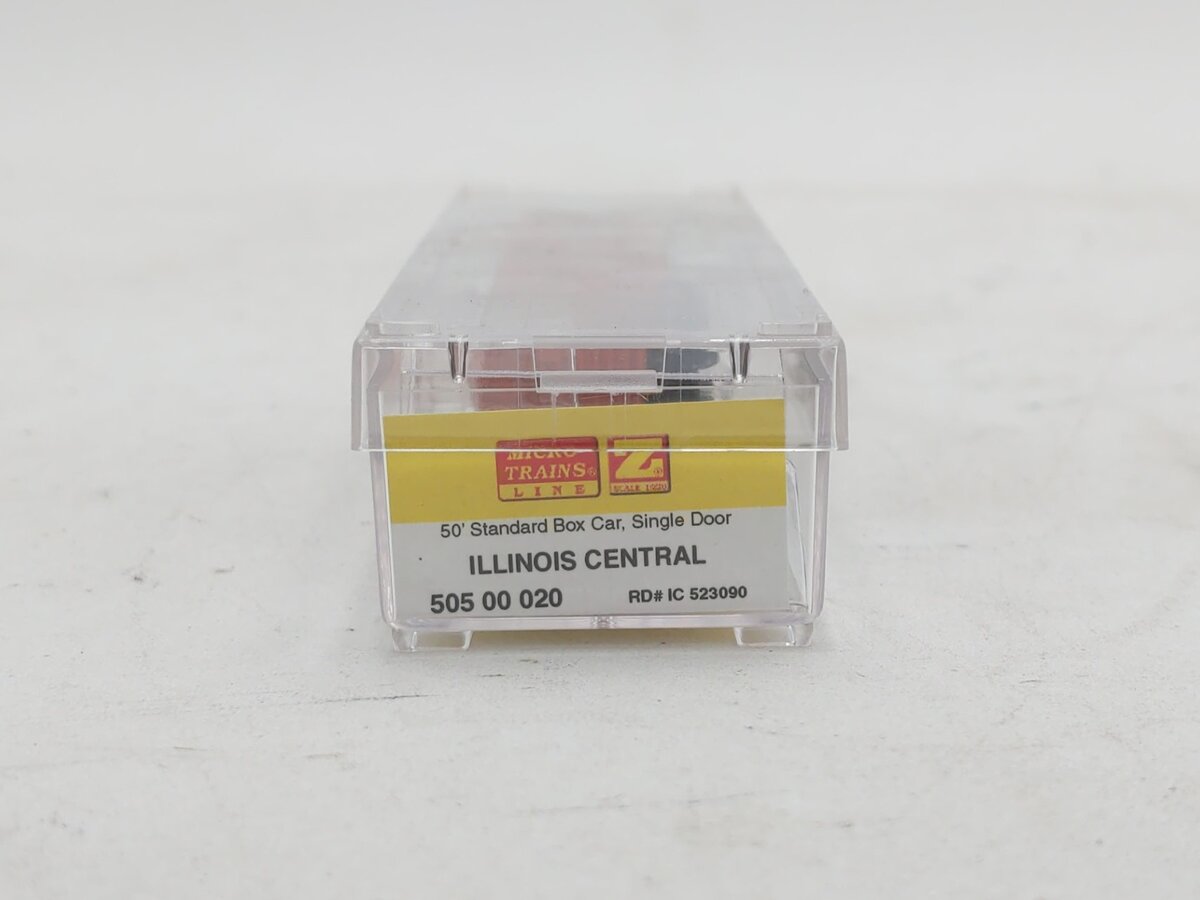 MICRO
TRAINS®
LINE
Z®
SCALE 1:220
50' Standard Box Car, Single Door
ILLINOIS CENTRAL
505 00 020
RD# IC 523090